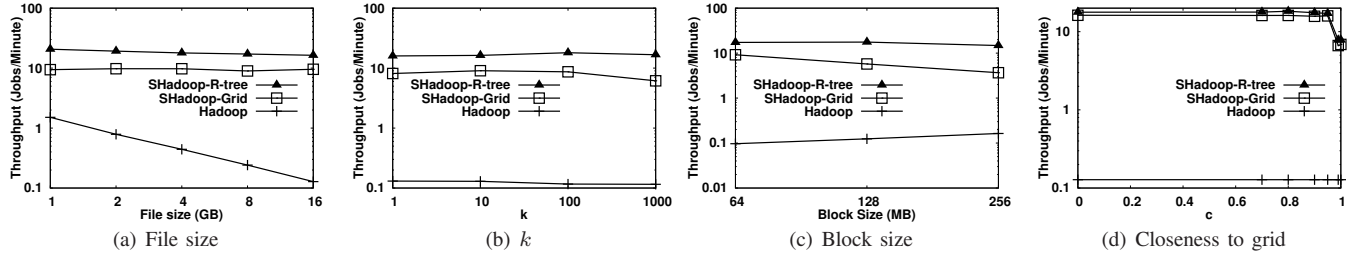 Throughput (Jobs/Minute)
100
10
1
0.1
SHadoop-R-tree
SHadoop-Grid
Hadoop
1 2 4 8 16
File size (GB)
(a) File size
Throughput (Jobs/Minute)
100
10
1
0.1
SHadoop-R-tree
SHadoop-Grid
Hadoop
1 10 100 1000
k
(b) k
Throughput (Jobs/Minute)
100
10
1
0.1
0.01
SHadoop-R-tree
SHadoop-Grid
Hadoop
64 128 256
Block Size (MB)
(c) Block size
Throughput (Jobs/Minute)
10
1
0.1
SHadoop-R-tree
SHadoop-Grid
Hadoop
0 0.2 0.4 0.6 0.8 1
c
(d) Closeness to grid